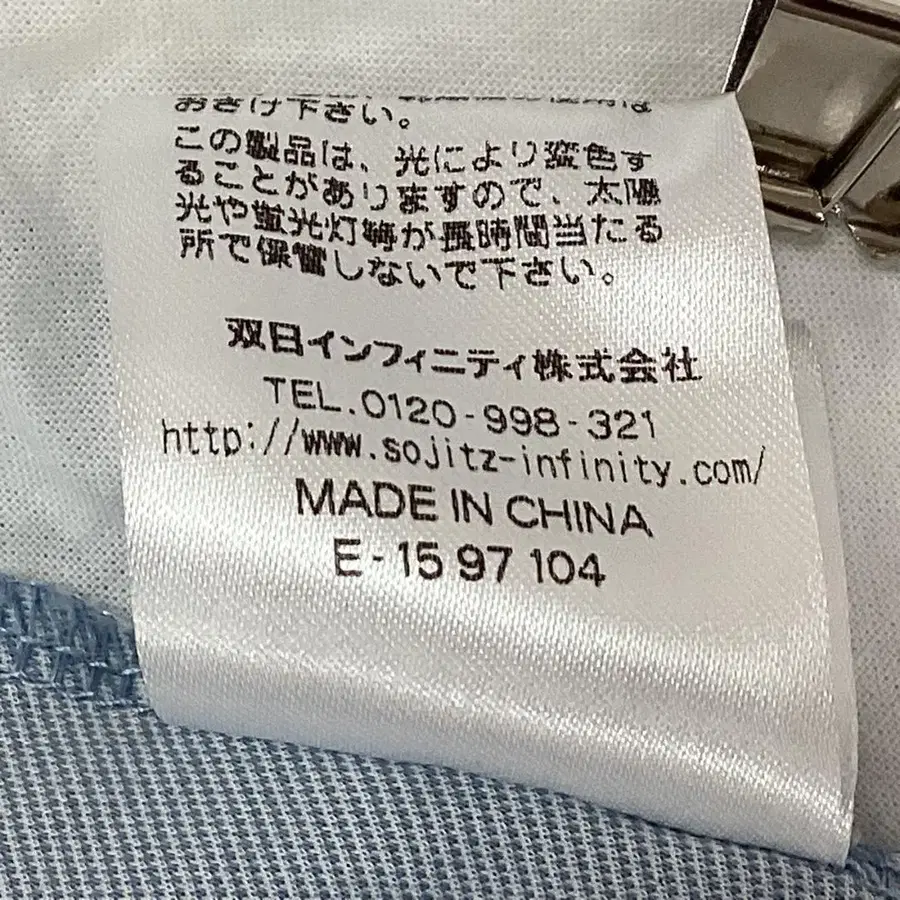 おさけ下さい。
この製品は、光により変色す
ることがありますので、太陽
光や蛍光灯等が長時間当たる
所で保管しないで下さい。
双日インフィニティ株式会社
TEL.0120-998-321
http://www.sojitz-infinity.com/
MADE IN CHINA
E-15 97 104